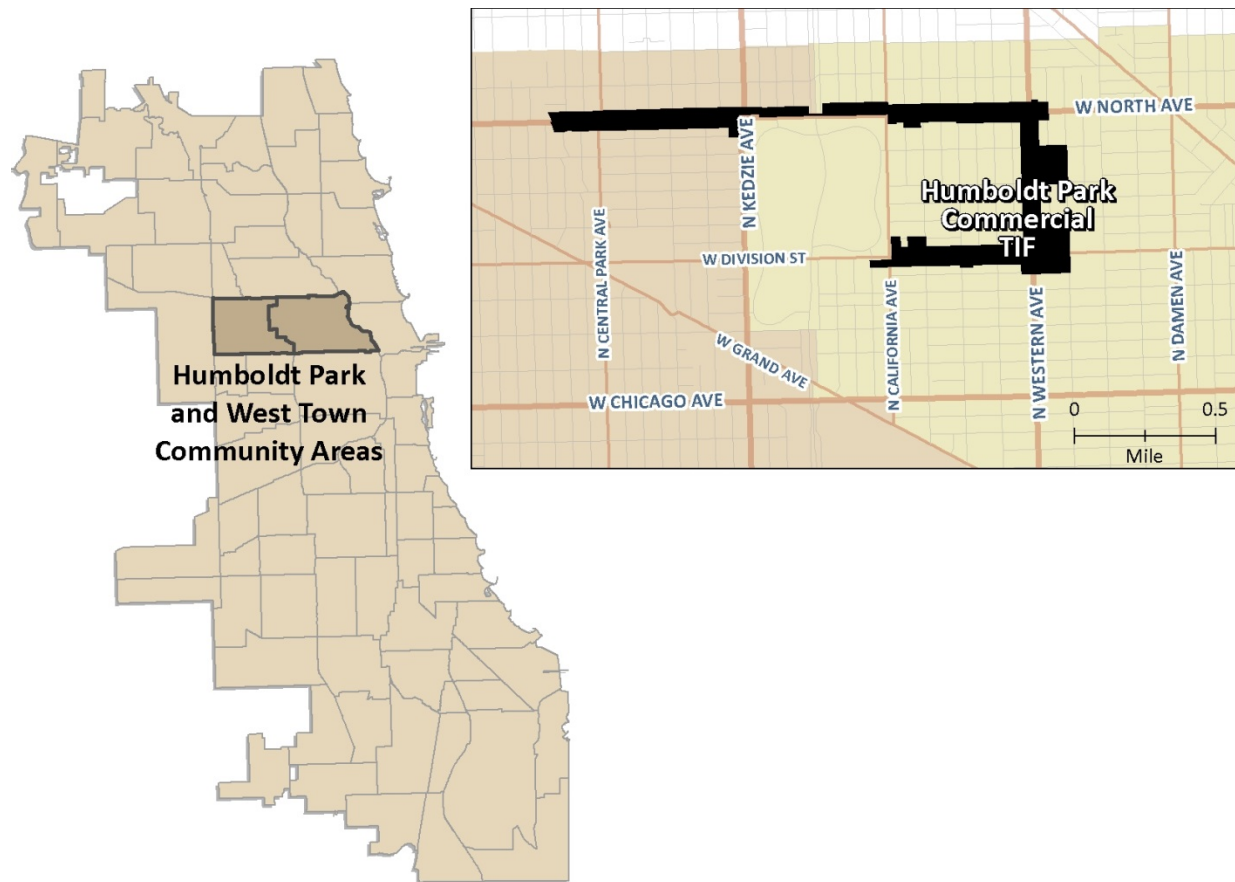 Humboldt Park
and West Town
Community Areas
W NORTH AVE
N KEDZIE AVE
Humboldt Park
Commercial
TIF
W DIVISION ST
N CENTRAL PARK AVE
W GRAND AVE
N CALIFORNIA AVE
N WESTERN AVE
N DAMEN AVE
W CHICAGO AVE
0 0.5
Mile